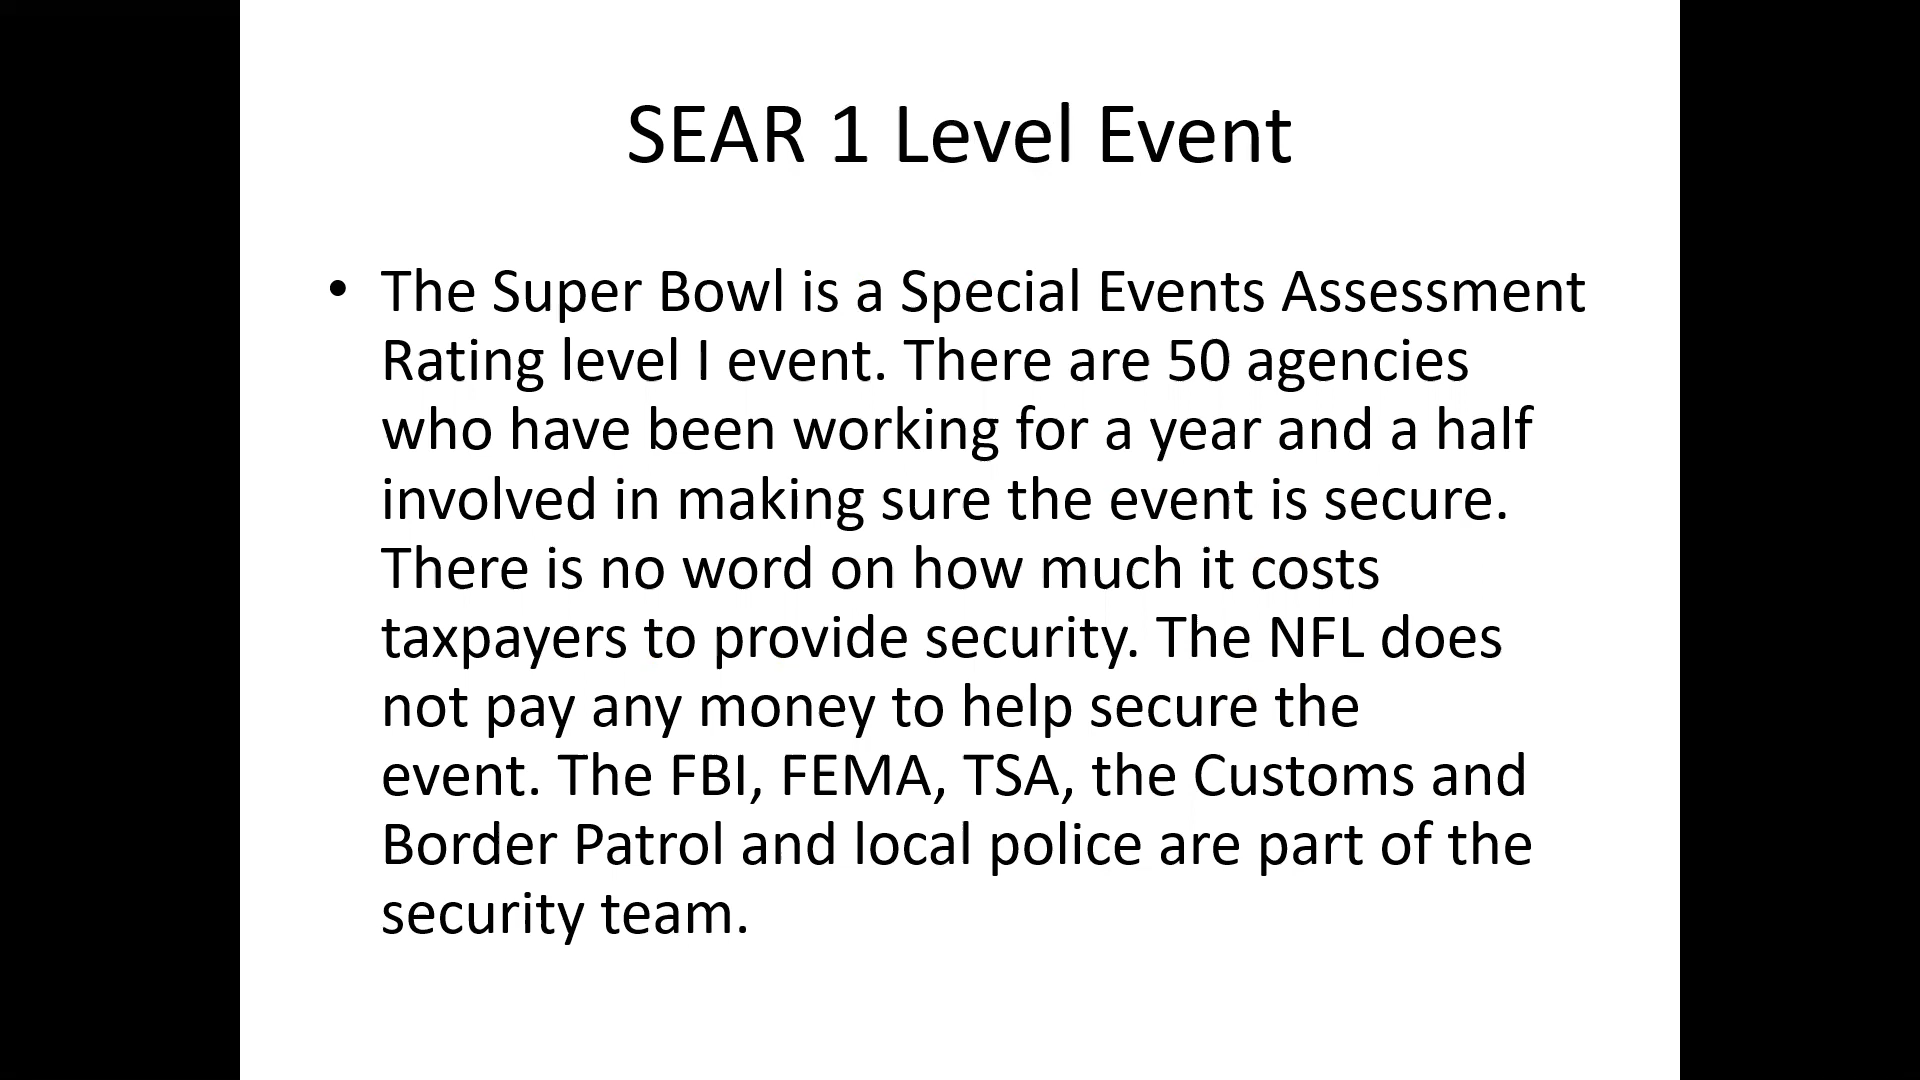 SEAR 1 Level Event
• The Super Bowl is a Special Events Assessment
Rating level I event. There are 50 agencies
who have been working for a year and a half
involved in making sure the event is secure.
There is no word on how much it costs
taxpayers to provide security. The NFL does
not pay any money to help secure the
event. The FBI, FEMA, TSA, the Customs and
Border Patrol and local police are part of the
security team.